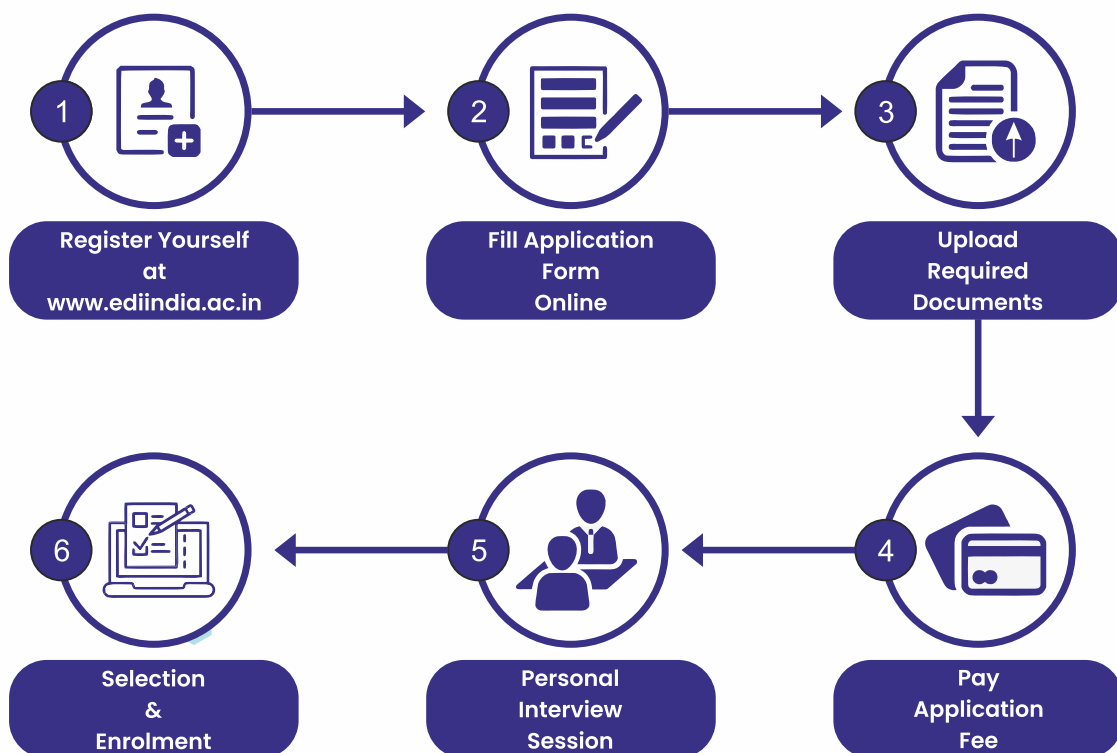 1
Register Yourself
at
www.ediindia.ac.in
2
Fill Application
Form
Online
3
Upload
Required
Documents
4
Pay
Application
Fee
5
Personal
Interview
Session
6
Selection
&
Enrolment